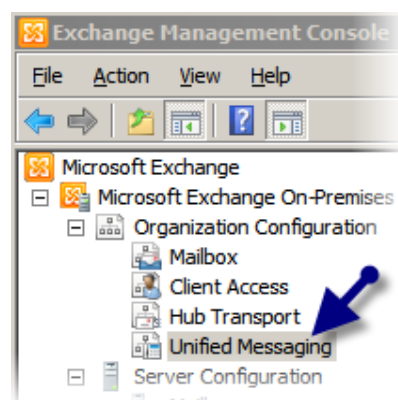 Exchange Management Console
File Action View Help
Microsoft Exchange
Microsoft Exchange On-Premises
Organization Configuration
Mailbox
Client Access
Hub Transport
Unified Messaging
Server Configuration